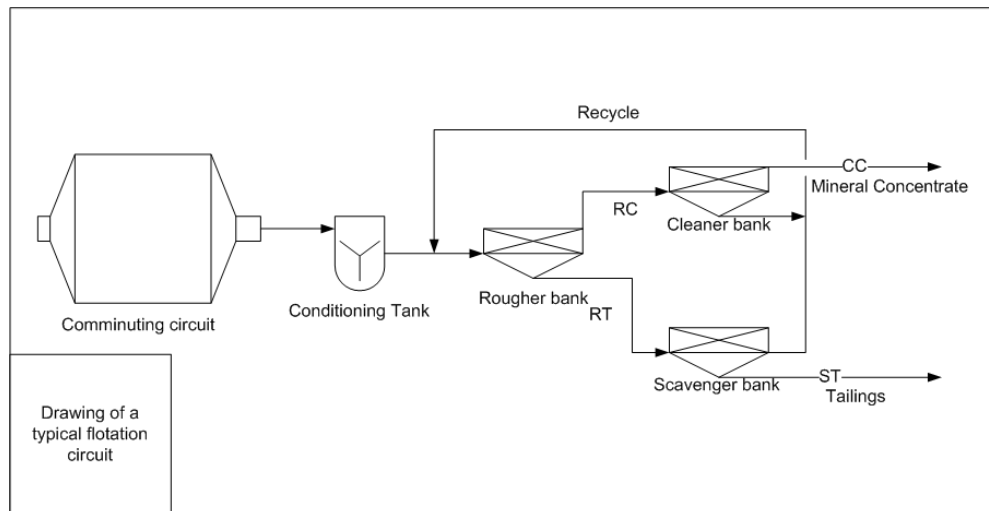 Recycle
CC
Mineral Concentrate
RC
Cleaner bank
Conditioning Tank
Rougher bank
Comminuting circuit
RT
Scavenger bank
ST
Tailings
Drawing of a
typical flotation
circuit